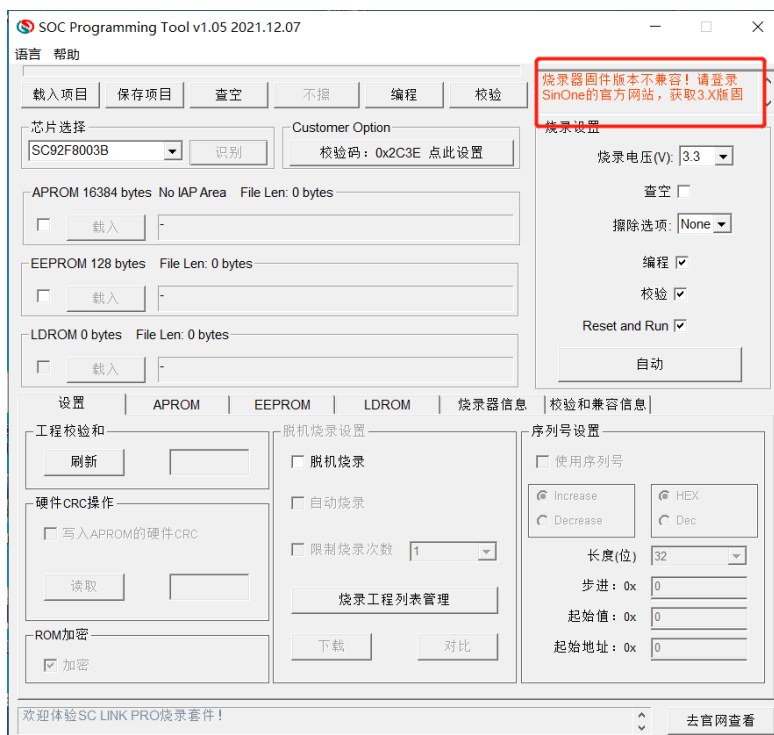 SOC Programming Tool v1.05 2021.12.07
语言 帮助
载入项目 保存项目 查空 不擦 编程 校验
烧录器固件版本不兼容！请登录
SinOne的官方网站，获取3.X版固
芯片选择
SC92F8003B 识别
Customer Option
校验码：0x2C3E 点此设置
APROM 16384 bytes No IAP Area File Len: 0 bytes
载入 -
EEPROM 128 bytes File Len: 0 bytes
载入 -
LDROM 0 bytes File Len: 0 bytes
载入 -
烧录设置
烧录电压(V): 3.3
查空
擦除选项: None
编程
校验
Reset and Run
自动
设置 APROM EEPROM LDROM 烧录器信息 校验和兼容信息
工程校验和
刷新
硬件CRC操作
写入APROM的硬件CRC
读取
ROM加密
加密
脱机烧录设置
脱机烧录
自动烧录
限制烧录次数 1
烧录工程列表管理
下载 对比
序列号设置
使用序列号
Increase HEX
Decrease Dec
长度(位) 32
步进：0x 0
起始值：0x 0
起始地址：0x 0
欢迎体验SC LINK PRO烧录套件！
去官网查看